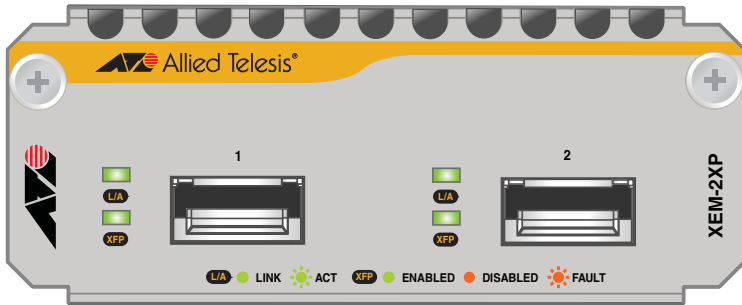 Allied Telesis®
1
2
L/A
L/A
XFP
XFP
XEM-2XP
L/A LINK ACT XFP ENABLED DISABLED FAULT